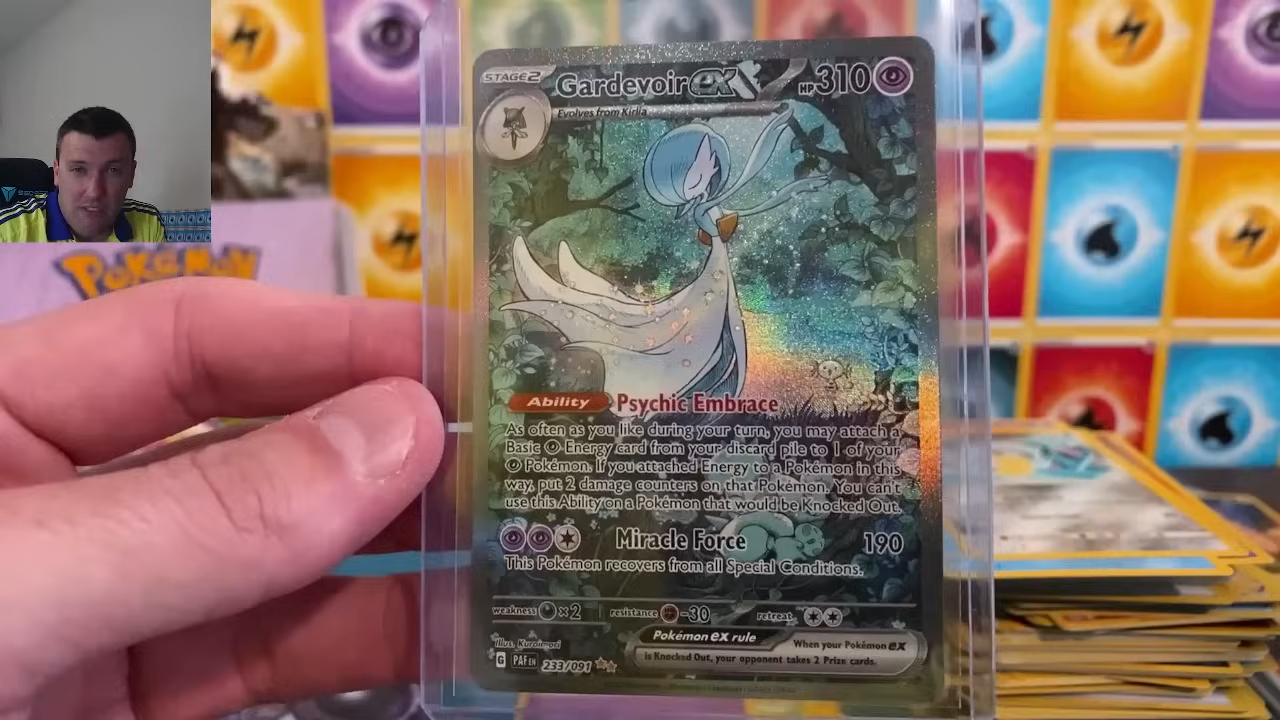 STAGE2 Gardevoir ex HP310
Evolves from Kirlia
POKéMON
Ability Psychic Embrace
As often as you like during your turn, you may attach a
Basic Energy card from your discard pile to 1 of your
Pokémon. If you attached Energy to a Pokémon in this
way, put 2 damage counters on that Pokémon. You can't
use this Ability on a Pokémon that would be Knocked Out.
Miracle Force 190
This Pokémon recovers from all Special Conditions.
weakness ×2 resistance -30 retreat
Illus. Kuroimori
Pokémon ex rule
When your Pokémon ex
is Knocked Out, your opponent takes 2 Prize cards.
G PAF EN 233/091